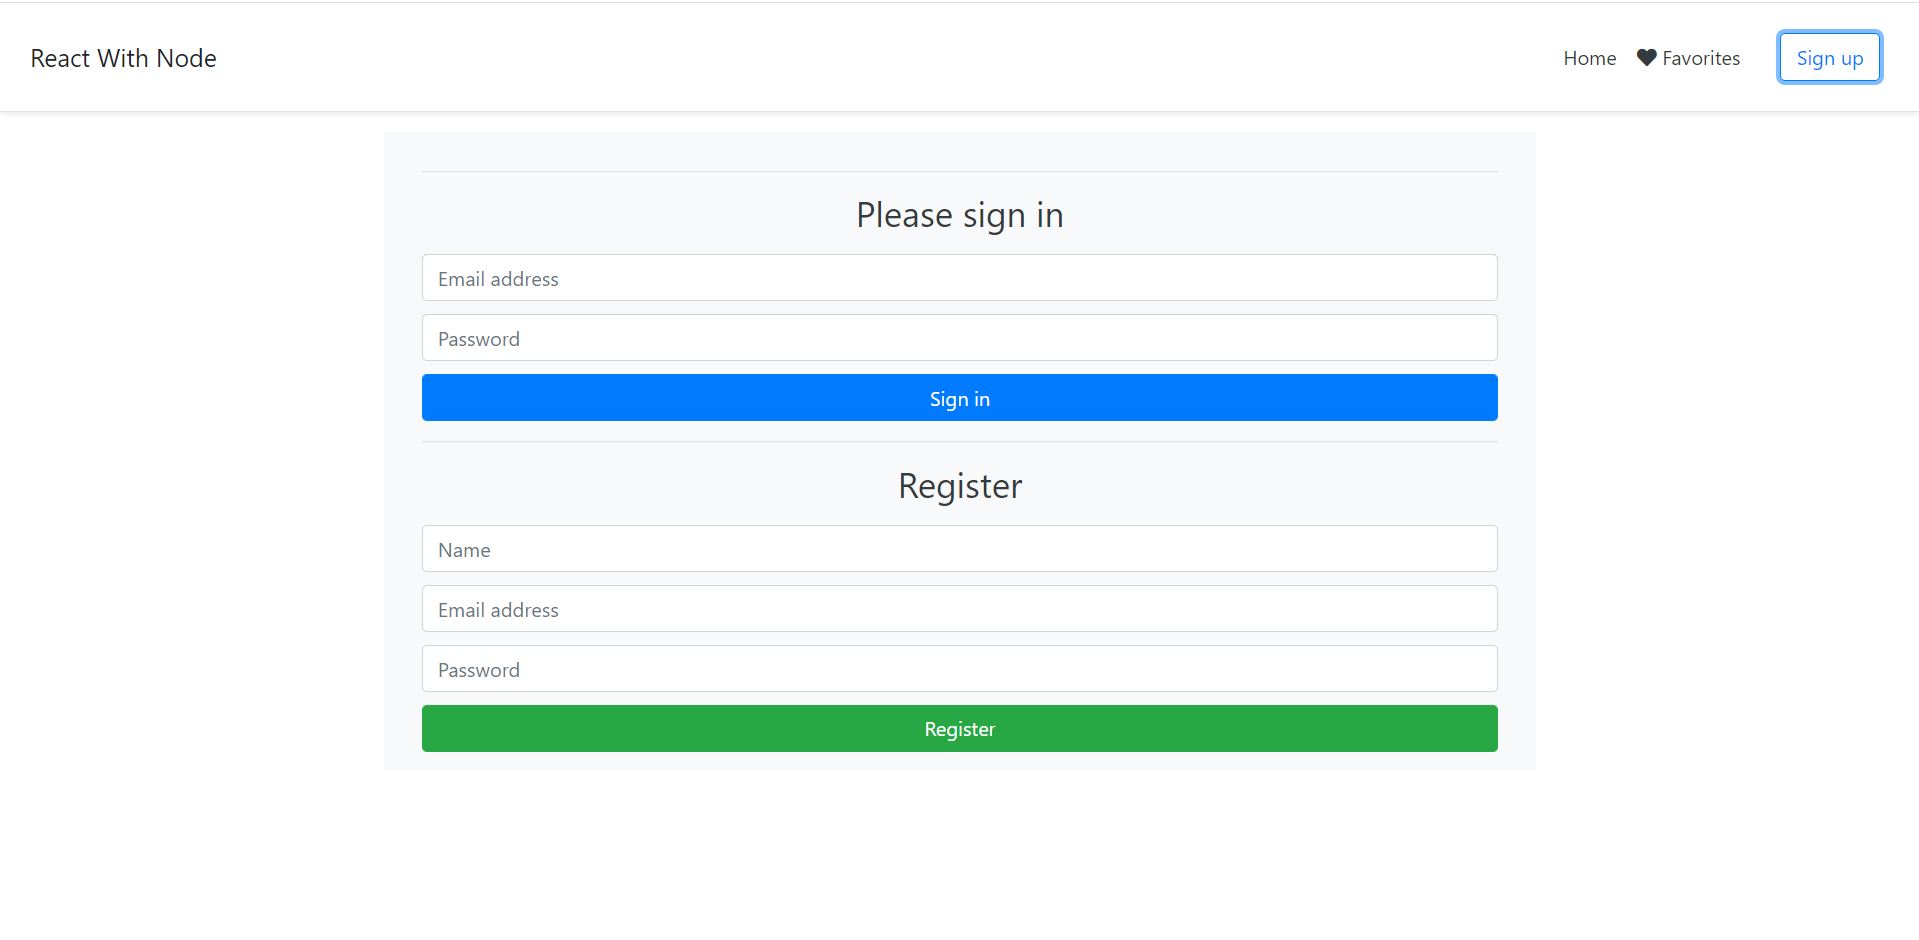 React With Node
Home Favorites Sign up
Please sign in
Email address
Password
Sign in
Register
Name
Email address
Password
Register